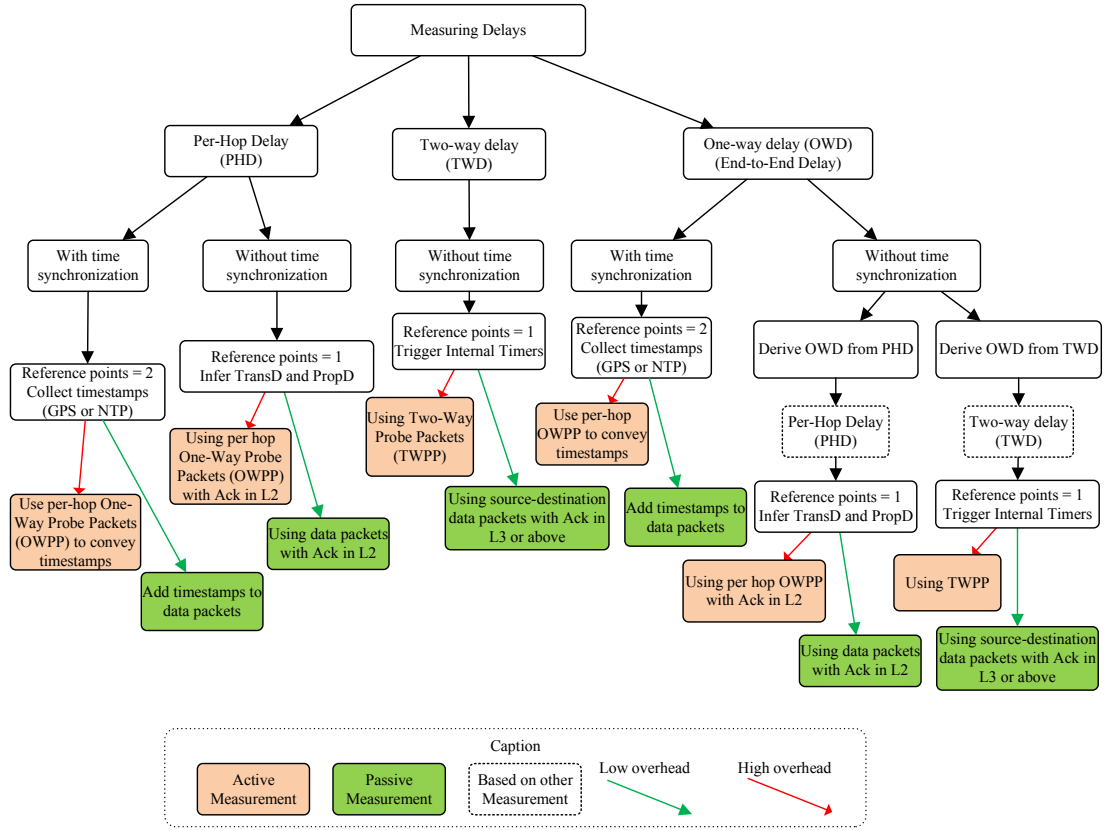 Measuring Delays
Per-Hop Delay
(PHD)
Two-way delay
(TWD)
One-way delay (OWD)
(End-to-End Delay)
With time
synchronization
Without time
synchronization
Without time
synchronization
With time
synchronization
Without time
synchronization
Reference points = 2
Collect timestamps
(GPS or NTP)
Reference points = 1
Infer TransD and PropD
Reference points = 1
Trigger Internal Timers
Reference points = 2
Collect timestamps
(GPS or NTP)
Derive OWD from PHD
Derive OWD from TWD
Per-Hop Delay
(PHD)
Two-way delay
(TWD)
Reference points = 1
Infer TransD and PropD
Reference points = 1
Trigger Internal Timers
Use per-hop One-
Way Probe Packets
(OWPP) to convey
timestamps
Add timestamps to
data packets
Using per hop
One-Way Probe
Packets (OWPP)
with Ack in L2
Using data packets
with Ack in L2
Using Two-Way
Probe Packets
(TWPP)
Using source-destination
data packets with Ack in
L3 or above
Use per-hop
OWPP to convey
timestamps
Add timestamps to
data packets
Using per hop OWPP
with Ack in L2
Using data packets
with Ack in L2
Using TWPP
Using source-destination
data packets with Ack in
L3 or above
Caption
Active
Measurement
Passive
Measurement
Based on other
Measurement
Low overhead
High overhead